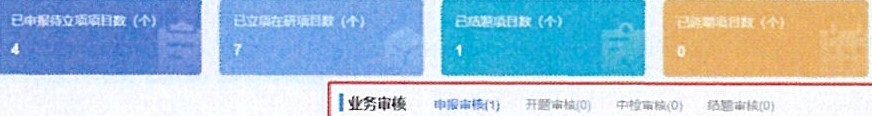 已申报待立项项目数（个）
4
已立项在研项目数（个）
7
已结题项目数（个）
1
已逾期项目数（个）
0
业务审核 申报审核(1) 开题审核(0) 中检审核(0) 结题审核(0)